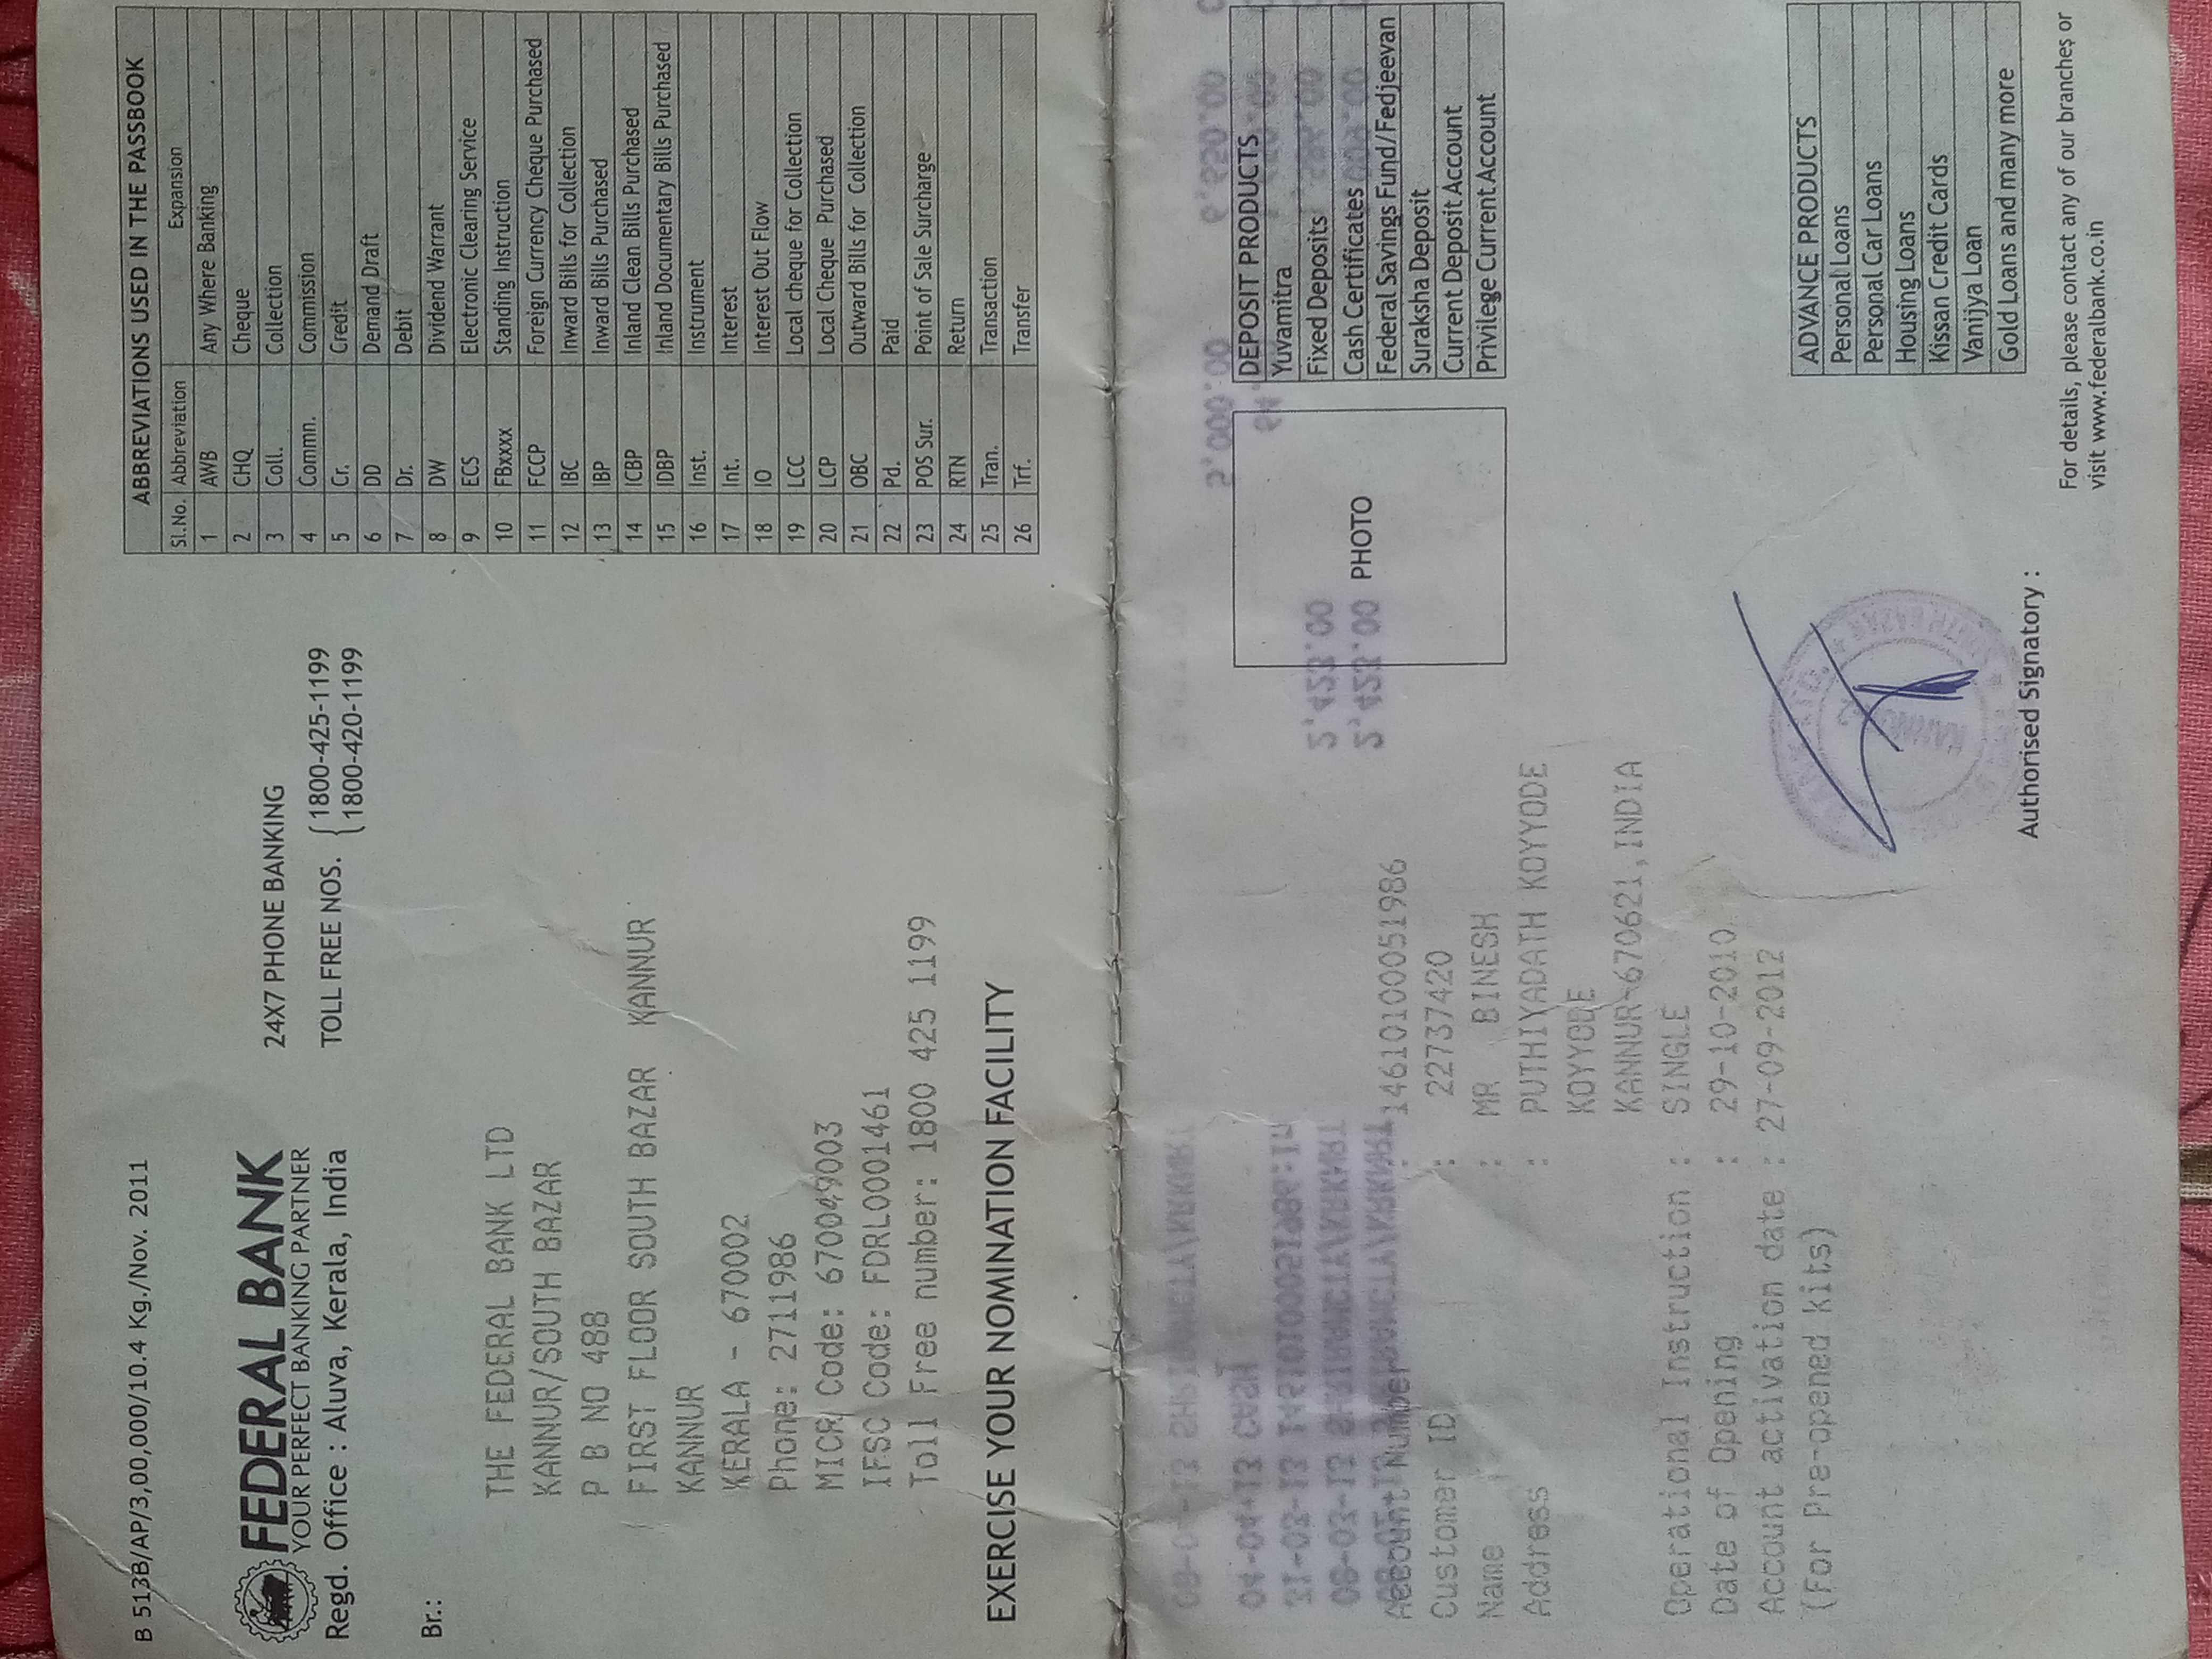 B 513B/AP/3,00,000/10.4 Kg./Nov. 2011
FEDERAL BANK
YOUR PERFECT BANKING PARTNER
Regd. Office : Aluva, Kerala, India
24X7 PHONE BANKING
TOLL FREE NOS. { 1800-425-1199
1800-420-1199
Br.:
THE FEDERAL BANK LTD
KANNUR/SOUTH BAZAR
P B NO 488
FIRST FLOOR SOUTH BAZAR KANNUR
KANNUR
KERALA - 670002
Phone: 2711986
MICR Code: 670049003
IFSC Code: FDRL0001461
Toll Free number: 1800 425 1199
EXERCISE YOUR NOMINATION FACILITY
ABBREVIATIONS USED IN THE PASSBOOK
Sl.No. Abbreviation Expansion
1 AWB Any Where Banking
2 CHQ Cheque
3 Coll. Collection
4 Commn. Commission
5 Cr. Credit
6 DD Demand Draft
7 Dr. Debit
8 DW Dividend Warrant
9 ECS Electronic Clearing Service
10 FBxxxx Standing Instruction
11 FCCP Foreign Currency Cheque Purchased
12 IBC Inward Bills for Collection
13 IBP Inward Bills Purchased
14 ICBP Inland Clean Bills Purchased
15 IDBP Inland Documentary Bills Purchased
16 Inst. Instrument
17 Int. Interest
18 IO Interest Out Flow
19 LCC Local cheque for Collection
20 LCP Local Cheque Purchased
21 OBC Outward Bills for Collection
22 Pd. Paid
23 POS Sur. Point of Sale Surcharge
24 RTN Return
25 Tran. Transaction
26 Trf. Transfer
Account Number : 14610100051986
Customer ID : 22737420
Name : MR BINESH
Address : PUTHIYADATH KOYYODE
KOYYODE
KANNUR-670621,INDIA
Operational Instruction : SINGLE
Date of Opening : 29-10-2010
Account activation date : 27-09-2012
(For pre-opened kits)
PHOTO
DEPOSIT PRODUCTS
Yuvamitra
Fixed Deposits
Cash Certificates
Federal Savings Fund/Fedjeevan
Suraksha Deposit
Current Deposit Account
Privilege Current Account
ADVANCE PRODUCTS
Personal Loans
Personal Car Loans
Housing Loans
Kissan Credit Cards
Vanijya Loan
Gold Loans and many more
Authorised Signatory :
For details, please contact any of our branches or
visit www.federalbank.co.in